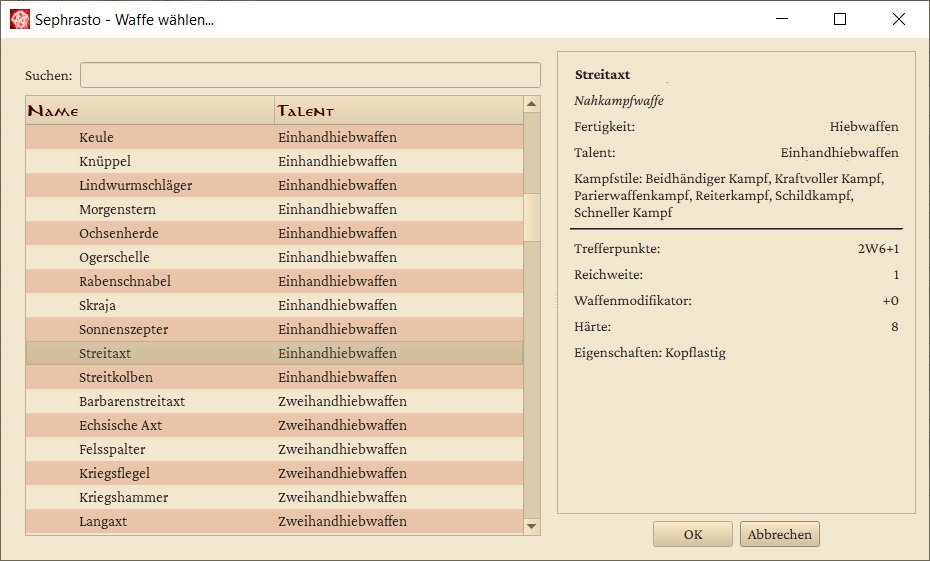 Sephrasto - Waffe wählen...
Suchen:
Name Talent
Keule Einhandhiebwaffen
Knüppel Einhandhiebwaffen
Lindwurmschläger Einhandhiebwaffen
Morgenstern Einhandhiebwaffen
Ochsenherde Einhandhiebwaffen
Ogerschelle Einhandhiebwaffen
Rabenschnabel Einhandhiebwaffen
Skraja Einhandhiebwaffen
Sonnenszepter Einhandhiebwaffen
Streitaxt Einhandhiebwaffen
Streitkolben Einhandhiebwaffen
Barbarenstreitaxt Zweihandhiebwaffen
Echsische Axt Zweihandhiebwaffen
Felsspalter Zweihandhiebwaffen
Kriegsflegel Zweihandhiebwaffen
Kriegshammer Zweihandhiebwaffen
Langaxt Zweihandhiebwaffen
Streitaxt
Nahkampfwaffe
Fertigkeit: Hiebwaffen
Talent: Einhandhiebwaffen
Kampfstile: Beidhändiger Kampf, Kraftvoller Kampf,
Parierwaffenkampf, Reiterkampf, Schildkampf,
Schneller Kampf
Trefferpunkte: 2W6+1
Reichweite: 1
Waffenmodifikator: +0
Härte: 8
Eigenschaften: Kopflastig
OK Abbrechen